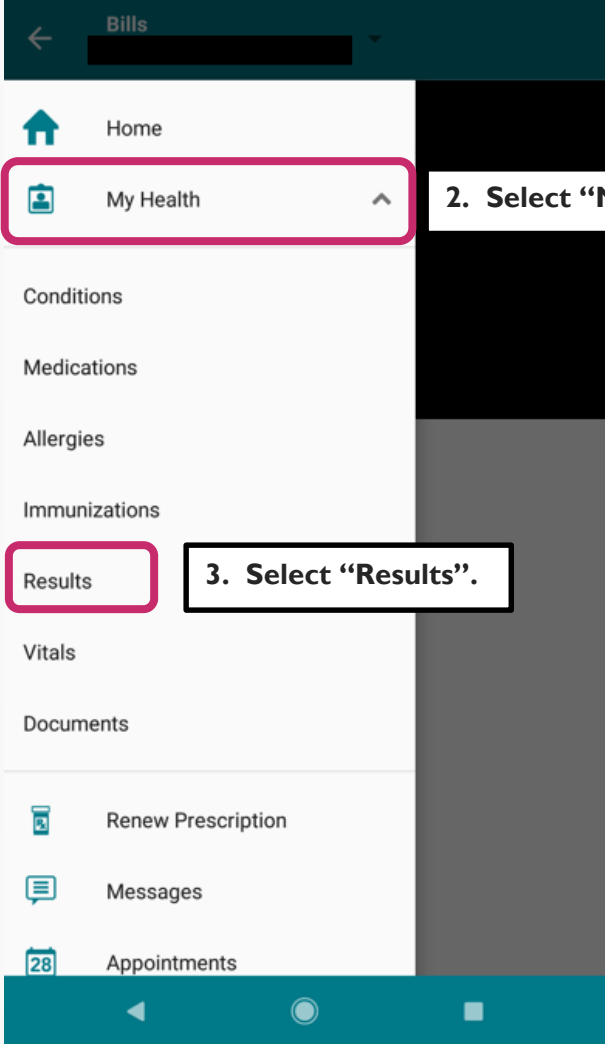 Bills
Home
My Health
2. Select “
Conditions
Medications
Allergies
Immunizations
Results
3. Select “Results”.
Vitals
Documents
Renew Prescription
Messages
28
Appointments